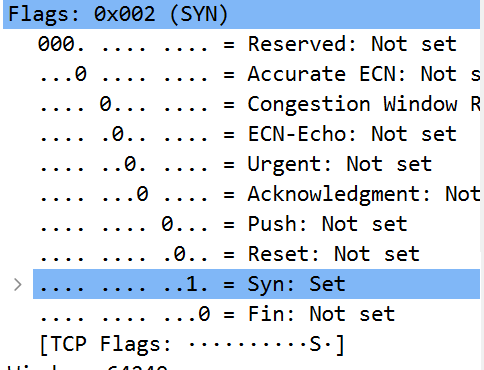 Flags: 0x002 (SYN)
000. .... .... = Reserved: Not set
...0 .... .... = Accurate ECN: Not s
.... 0... .... = Congestion Window R
.... .0.. .... = ECN-Echo: Not set
.... ..0. .... = Urgent: Not set
.... ...0 .... = Acknowledgment: Not
.... .... 0... = Push: Not set
.... .... .0.. = Reset: Not set
.... .... ..1. = Syn: Set
.... .... ...0 = Fin: Not set
[TCP Flags: ··········S·]